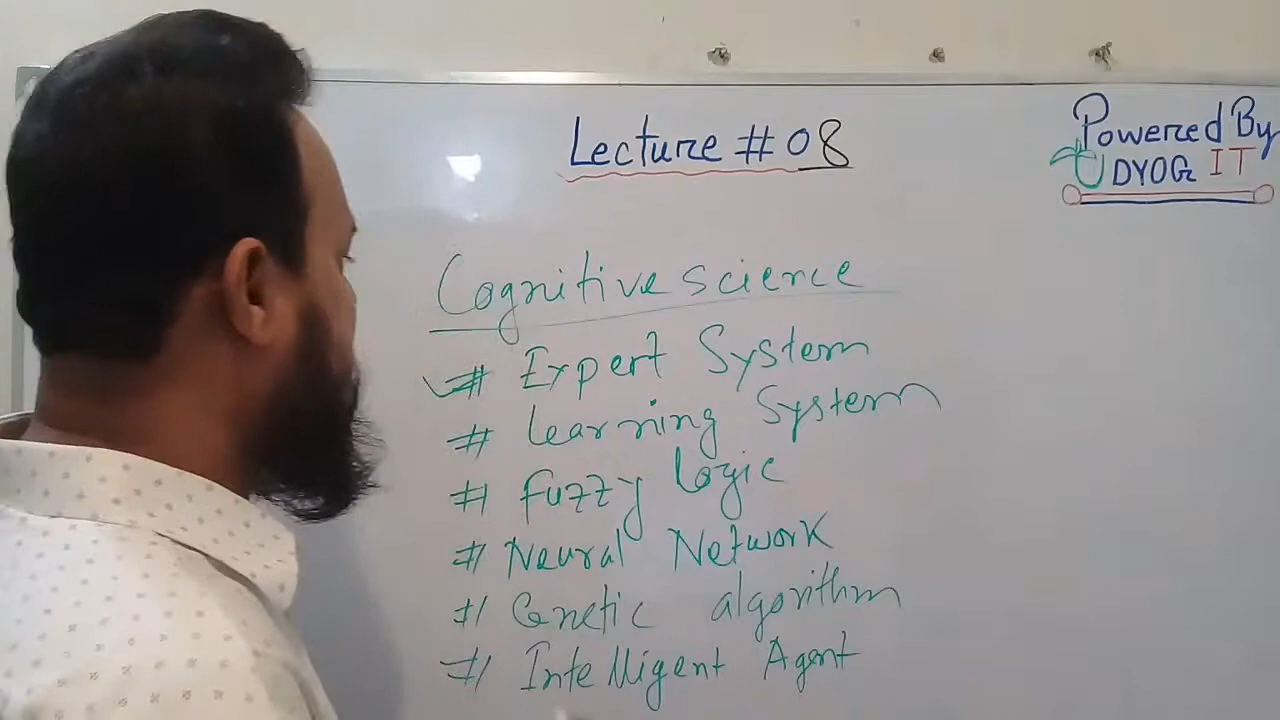 Lecture # 08
Powered By
UDYOG IT
Cognitive science
# Expert System
# Learning System
# Fuzzy Logic
# Neural Network
# Genetic algorithm
# Intelligent Agent